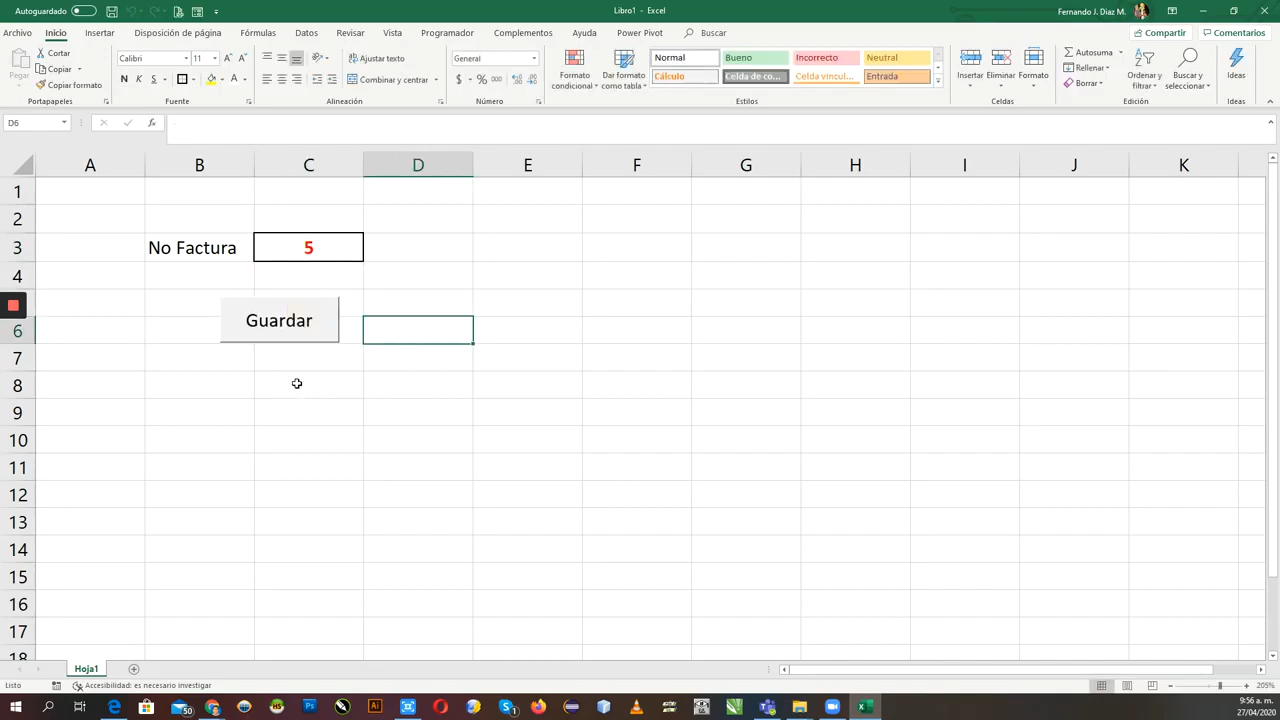 Autoguardado
Libro1 - Excel
Fernando J. Diaz M.
Archivo Inicio Insertar Disposición de página Fórmulas Datos Revisar Vista Programador Complementos Ayuda Power Pivot Buscar Compartir Comentarios
Pegar
Cortar
Copiar
Copiar formato
Portapapeles
Calibri 11
N K S
Fuente
Ajustar texto
Combinar y centrar
Alineación
General
$ % 000
Número
Formato condicional
Dar formato como tabla
Normal Bueno Incorrecto Neutral
Cálculo Celda de co... Celda vincul... Entrada
Estilos
Insertar Eliminar Formato
Celdas
Autosuma
Rellenar
Borrar
Ordenar y filtrar
Buscar y seleccionar
Edición
Ideas
Ideas
D6
fx
A B C D E F G H I J K
1
2
3 No Factura 5
4
Guardar
6
7
8
9
10
11
12
13
14
15
16
17
18
Hoja1
Listo
Accesibilidad: es necesario investigar
205%
9:56 a. m.
27/04/2020